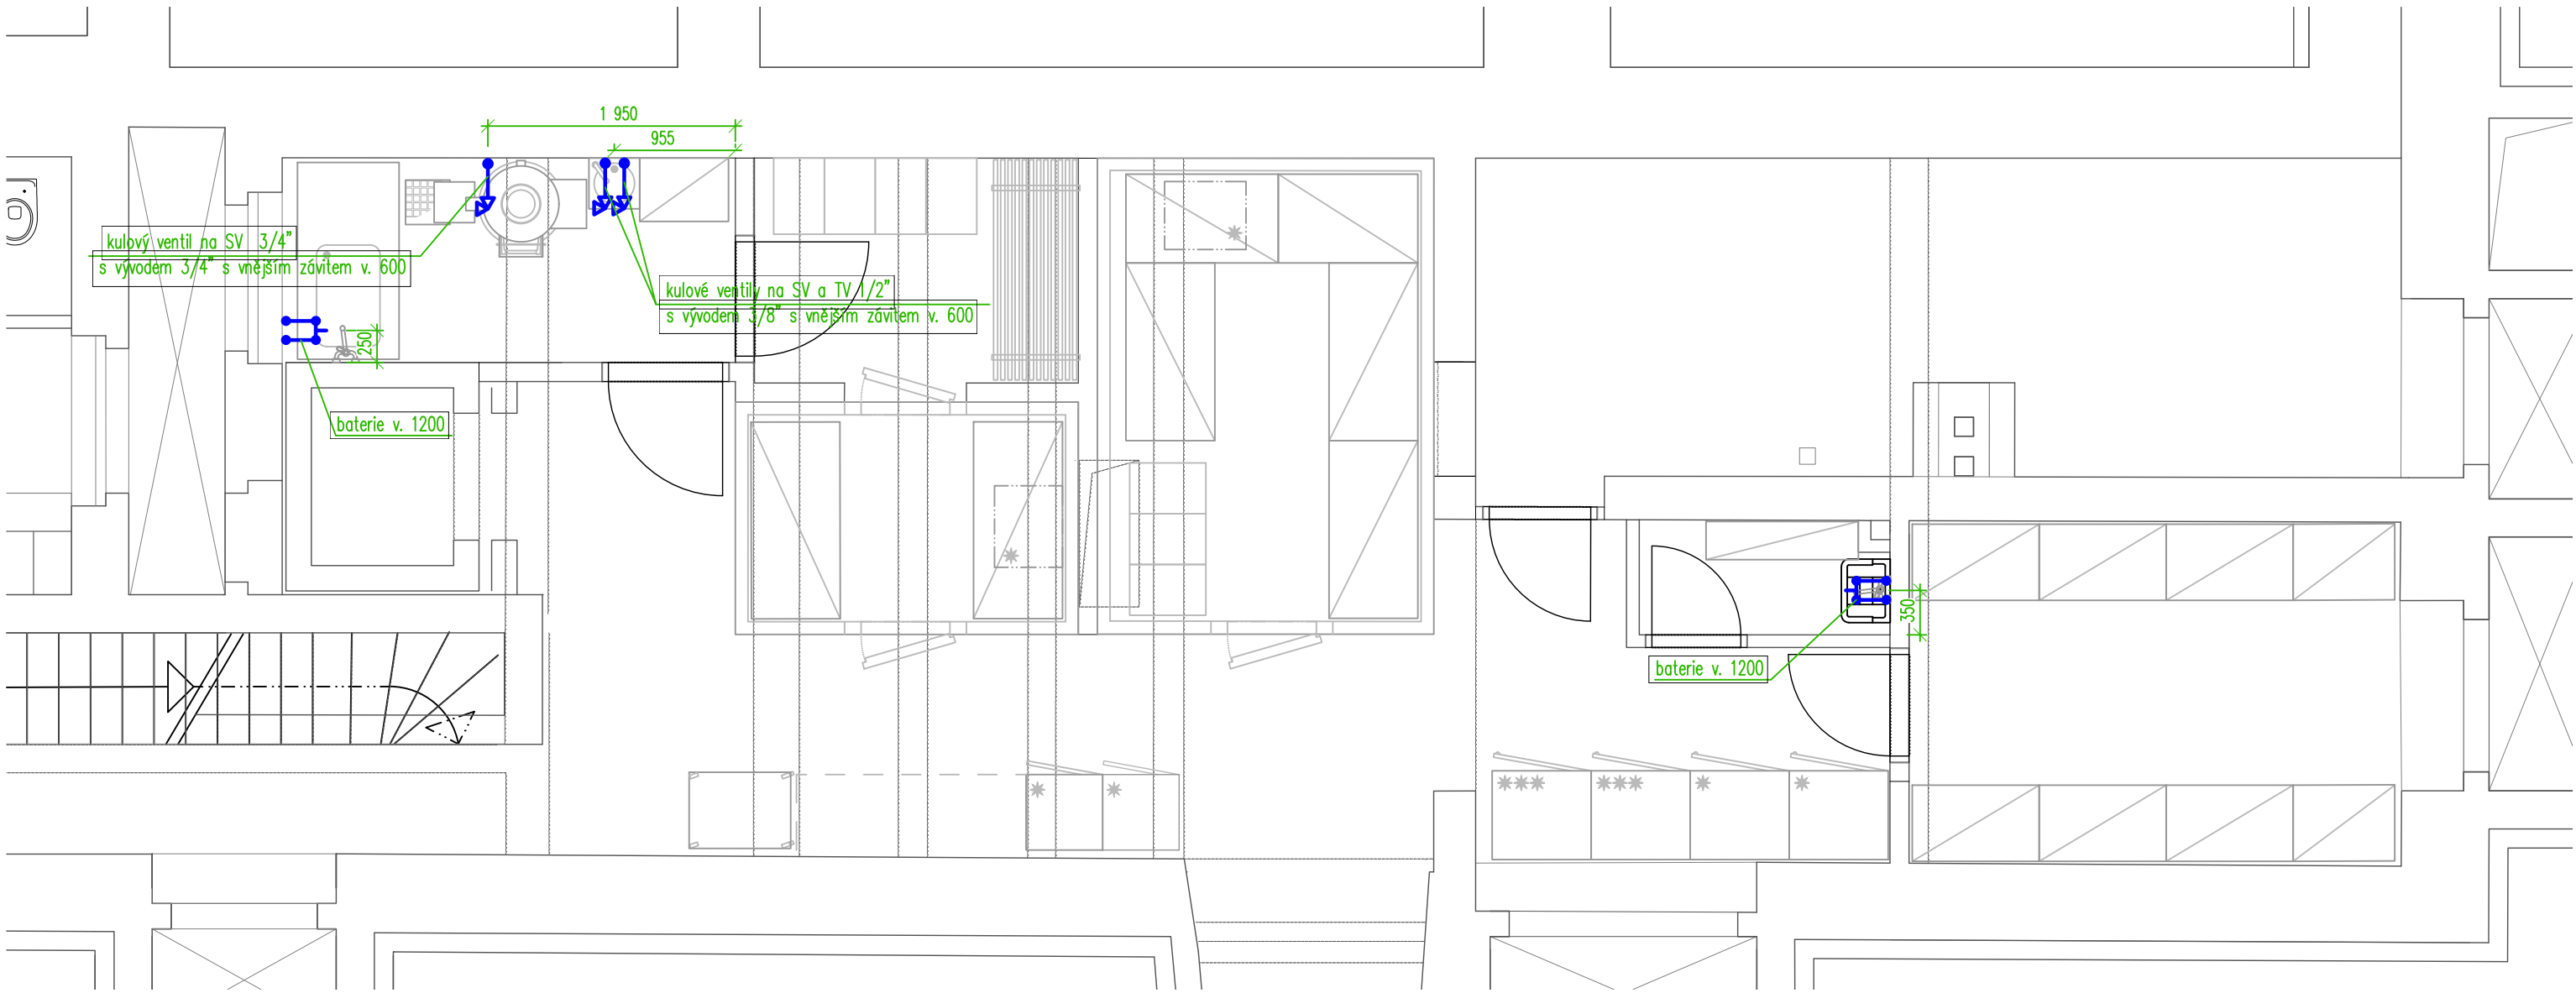 1 950
955
kulový ventil na SV 3/4"
s vývodem 3/4" s vnějším závitem v. 600
kulové ventily na SV a TV 1/2"
s vývodem 3/8" s vnějším závitem v. 600
250
baterie v. 1200
350
baterie v. 1200